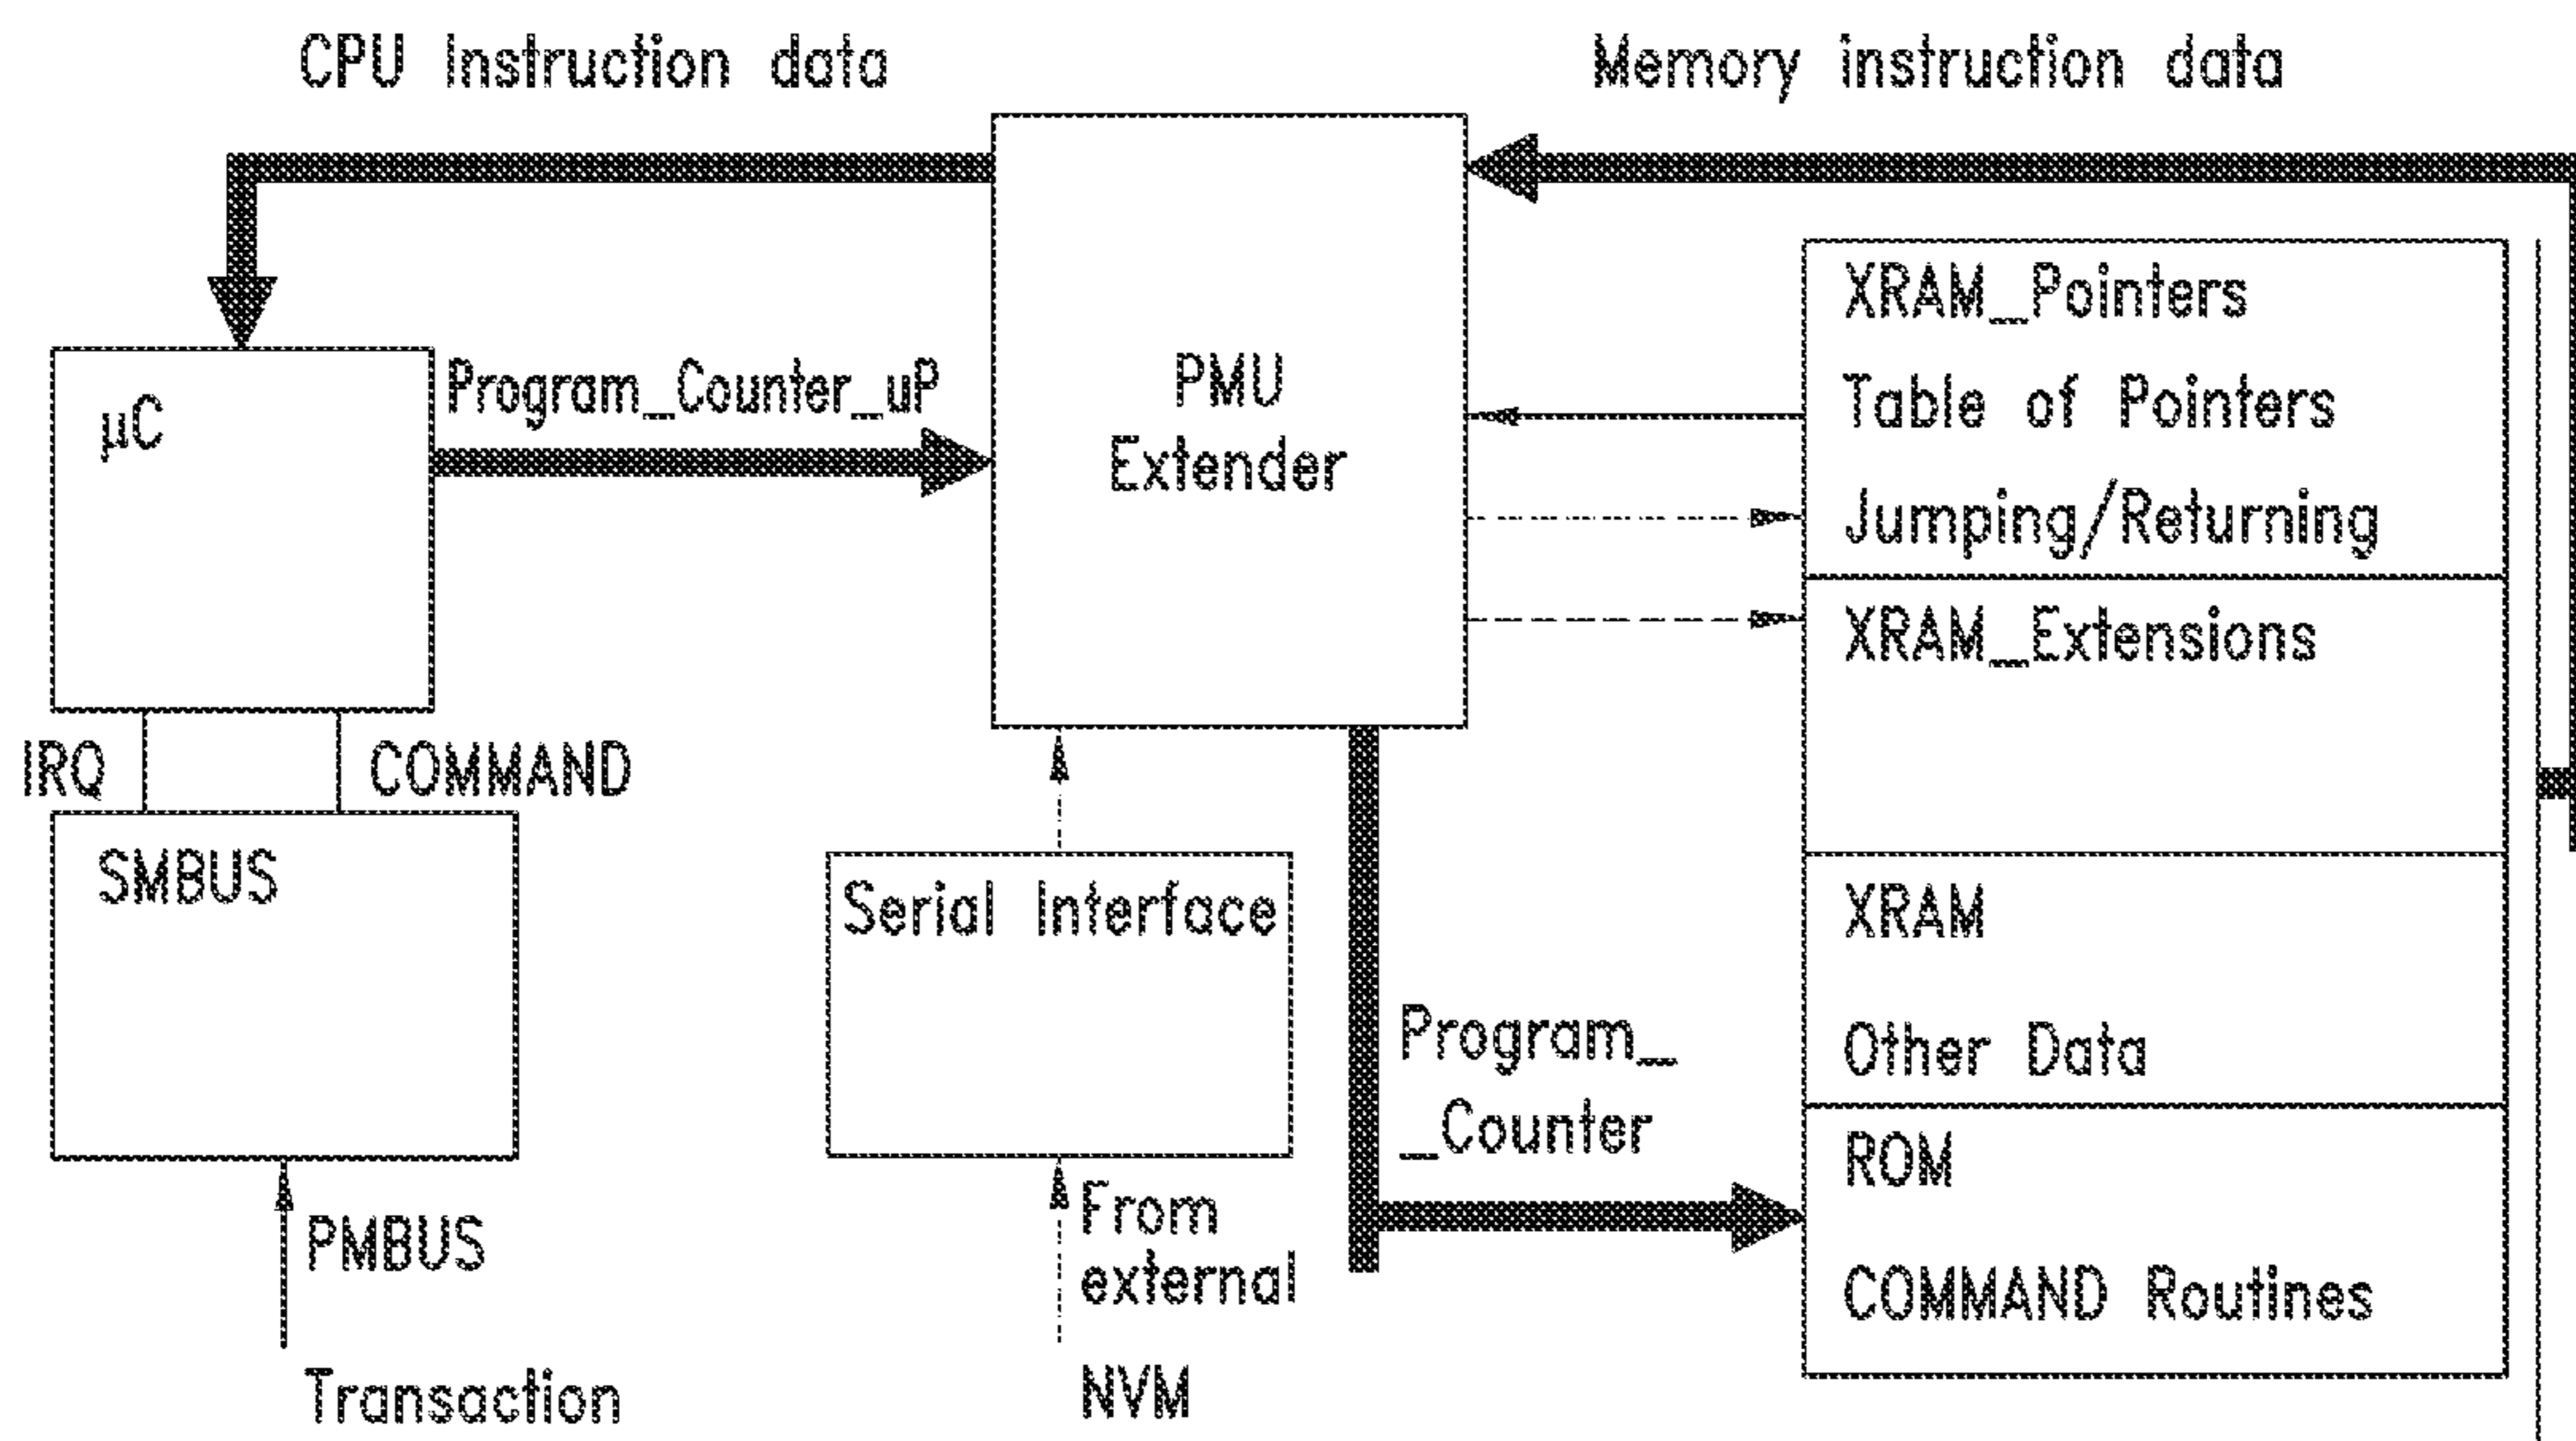 CPU Instruction data
Memory instruction data
µC
Program_Counter_uP
PMU
Extender
XRAM_Pointers
Table of Pointers
Jumping/Returning
XRAM_Extensions
IRQ
COMMAND
SMBUS
Serial Interface
XRAM
Other Data
Program_
_Counter
ROM
COMMAND Routines
PMBUS
Transaction
From
external
NVM